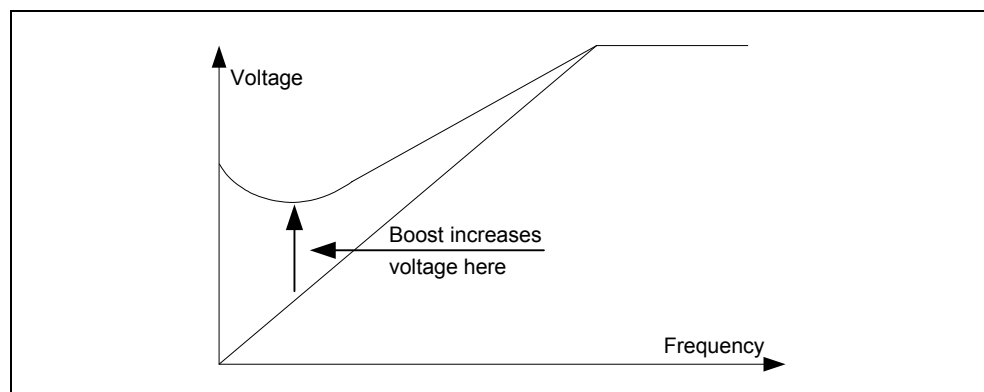 Voltage
Boost increases
voltage here
Frequency